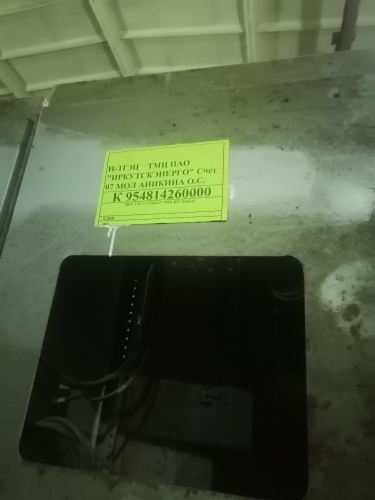 Н-ЗТЭЦ ТМЦ ПАО
"ИРКУТСКЭНЕРГО" Счет
07 МОЛ АНИКИНА О.С.
К 954814260000